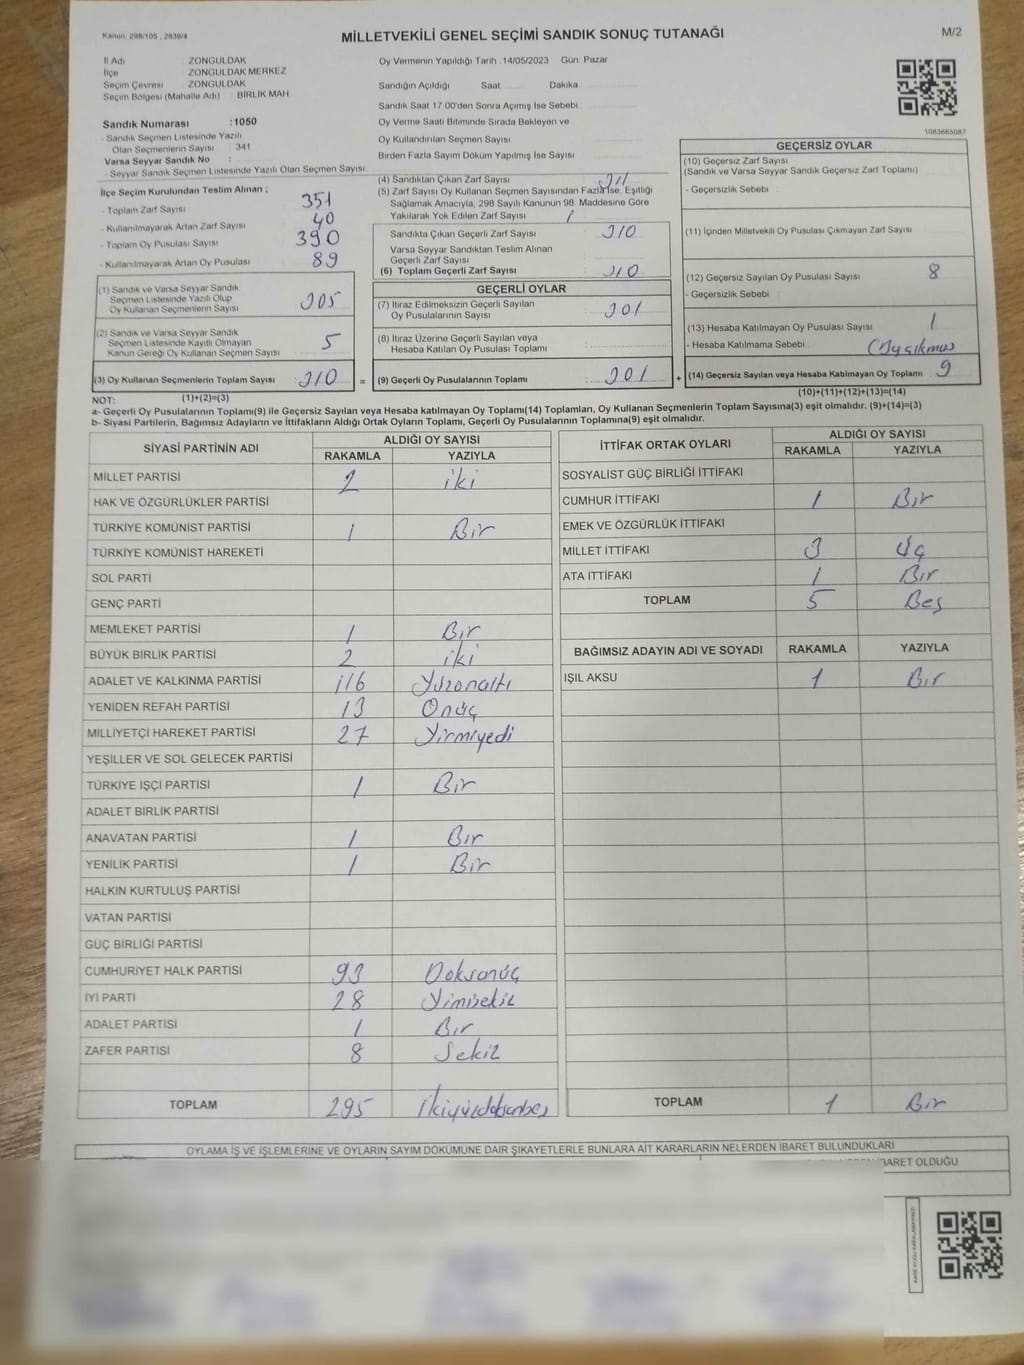 Kanun: 298/105, 2839/4
MİLLETVEKİLİ GENEL SEÇİMİ SANDIK SONUÇ TUTANAĞI
M/2
İl Adı : ZONGULDAK
İlçe : ZONGULDAK MERKEZ
Seçim Çevresi : ZONGULDAK
Seçim Bölgesi (Mahalle Adı) : BİRLİK MAH
Sandık Numarası : 1050
- Sandık Seçmen Listesinde Yazılı
Olan Seçmenlerin Sayısı : 341
Varsa Seyyar Sandık No :
- Seyyar Sandık Seçmen Listesinde Yazılı Olan Seçmen Sayısı:
Oy Vermenin Yapıldığı Tarih : 14/05/2023 Gün: Pazar
Sandığın Açıldığı Saat Dakika
Sandık Saat 17.00'den Sonra Açımış İse Sebebi
Oy Verme Saati Bitiminde Sırada Bekleyen ve
Oy Kullandırılan Seçmen Sayısı
Birden Fazla Sayım Döküm Yapılmış İse Sayısı
1083665087
İlçe Seçim Kurulundan Teslim Alınan ;
- Toplam Zarf Sayısı 351
- Kullanılmayarak Artan Zarf Sayısı 40
- Toplam Oy Pusulası Sayısı 390
- Kullanılmayarak Artan Oy Pusulası 89
(1) Sandık ve Varsa Seyyar Sandık
Seçmen Listesinde Yazılı Olup
Oy Kullanan Seçmenlerin Sayısı 205
(2) Sandık ve Varsa Seyyar Sandık
Seçmen Listesinde Kayıtlı Olmayan
Kanun Gereği Oy Kullanan Seçmen Sayısı 5
(3) Oy Kullanan Seçmenlerin Toplam Sayısı : 210
(1)+(2)=(3)
(4) Sandıktan Çıkan Zarf Sayısı 211
(5) Zarf Sayısı Oy Kullanan Seçmen Sayısından Fazla İse, Eşitliği
Sağlamak Amacıyla, 298 Sayılı Kanunun 98. Maddesine Göre
Yakılarak Yok Edilen Zarf Sayısı 1
Sandıkta Çıkan Geçerli Zarf Sayısı 210
Varsa Seyyar Sandıktan Teslim Alınan
Geçerli Zarf Sayısı
(6) Toplam Geçerli Zarf Sayısı 210
GEÇERLİ OYLAR
(7) İtiraz Edilmeksizin Geçerli Sayılan
Oy Pusulalarının Sayısı 201
(8) İtiraz Üzerine Geçerli Sayılan veya
Hesaba Katılan Oy Pusulası Toplamı
= (9) Geçerli Oy Pusulalarının Toplamı 201 +
GEÇERSİZ OYLAR
(10) Geçersiz Zarf Sayısı
(Sandık ve Varsa Seyyar Sandık Geçersiz Zarf Toplamı)
- Geçersizlik Sebebi
(11) İçinden Milletvekili Oy Pusulası Çıkmayan Zarf Sayısı
(12) Geçersiz Sayılan Oy Pusulası Sayısı 8
- Geçersizlik Sebebi
(13) Hesaba Katılmayan Oy Pusulası Sayısı 1
- Hesaba Katılmama Sebebi
(14) Geçersiz Sayılan veya Hesaba Katılmayan Oy Toplamı 9
(10)+(11)+(12)+(13)=(14)
NOT:
a- Geçerli Oy Pusulalarının Toplamı(9) ile Geçersiz Sayılan veya Hesaba katılmayan Oy Toplamı(14) Toplamları, Oy Kullanan Seçmenlerin Toplam Sayısına(3) eşit olmalıdır. (9)+(14)=(3)
b- Siyasi Partilerin, Bağımsız Adayların ve İttifakların Aldığı Ortak Oyların Toplamı, Geçerli Oy Pusulalarının Toplamına(9) eşit olmalıdır.
SİYASİ PARTİNİN ADI
ALDIĞI OY SAYISI
RAKAMLA YAZIYLA
MİLLET PARTİSİ 2 iki
HAK VE ÖZGÜRLÜKLER PARTİSİ
TÜRKİYE KOMÜNİST PARTİSİ 1 Bir
TÜRKİYE KOMÜNİST HAREKETİ
SOL PARTİ
GENÇ PARTİ
MEMLEKET PARTİSİ 1 Bir
BÜYÜK BİRLİK PARTİSİ 2 iki
ADALET VE KALKINMA PARTİSİ 116 Yüzonaltı
YENİDEN REFAH PARTİSİ 13 Onüç
MİLLİYETÇİ HAREKET PARTİSİ 27 Yirmiyedi
YEŞİLLER VE SOL GELECEK PARTİSİ
TÜRKİYE İŞÇİ PARTİSİ 1 Bir
ADALET BİRLİK PARTİSİ
ANAVATAN PARTİSİ 1 Bir
YENİLİK PARTİSİ 1 Bir
HALKIN KURTULUŞ PARTİSİ
VATAN PARTİSİ
GÜÇ BİRLİĞİ PARTİSİ
CUMHURİYET HALK PARTİSİ 93 Doksanüç
İYİ PARTİ 28 Yimisekiz
ADALET PARTİSİ 1 Bir
ZAFER PARTİSİ 8 Sekiz
TOPLAM 295 İkiyüzdoksanbeş
İTTİFAK ORTAK OYLARI
ALDIĞI OY SAYISI
RAKAMLA YAZIYLA
SOSYALİST GÜÇ BİRLİĞİ İTTİFAKI
CUMHUR İTTİFAKI 1 Bir
EMEK VE ÖZGÜRLÜK İTTİFAKI
MİLLET İTTİFAKI 3 Üç
ATA İTTİFAKI 1 Bir
TOPLAM 5 Beş
BAĞIMSIZ ADAYIN ADI VE SOYADI RAKAMLA YAZIYLA
IŞIL AKSU 1 Bir
TOPLAM 1 Bir
OYLAMA İŞ VE İŞLEMLERİNE VE OYLARIN SAYIM DÖKÜMÜNE DAİR ŞİKAYETLERLE BUNLARA AİT KARARLARIN NELERDEN İBARET BULUNDUKLARI
İBARET OLDUĞU